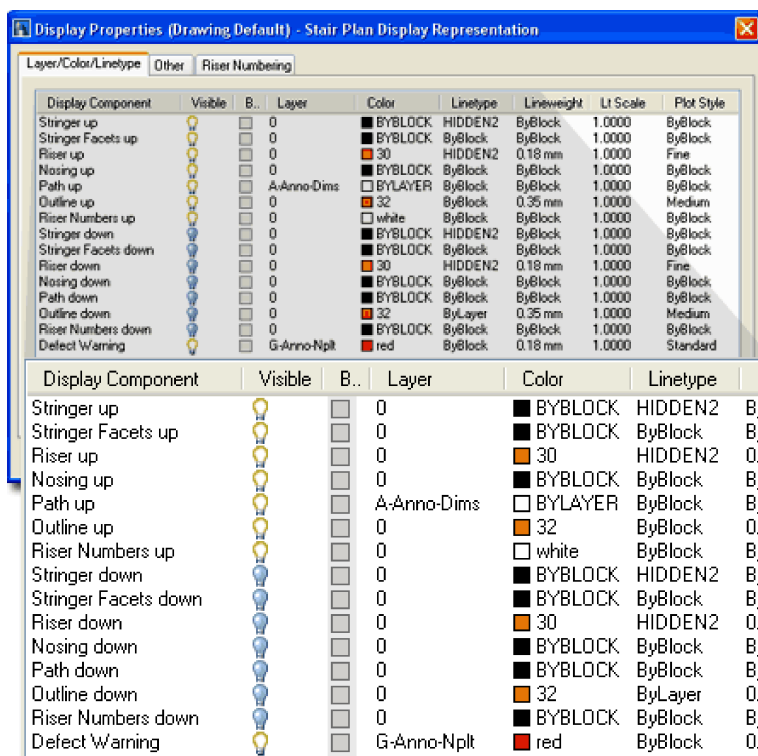 Display Properties (Drawing Default) - Stair Plan Display Representation
Layer/Color/Linetype Other Riser Numbering
Display Component Visible B.. Layer Color Linetype Lineweight Lt Scale Plot Style
Stringer up 0 BYBLOCK HIDDEN2 ByBlock 1.0000 ByBlock
Stringer Facets up 0 BYBLOCK ByBlock ByBlock 1.0000 ByBlock
Riser up 0 30 HIDDEN2 0.18 mm 1.0000 Fine
Nosing up 0 BYBLOCK ByBlock ByBlock 1.0000 ByBlock
Path up A-Anno-Dims BYLAYER ByBlock ByBlock 1.0000 ByBlock
Outline up 0 32 ByBlock 0.35 mm 1.0000 Medium
Riser Numbers up 0 white ByBlock ByBlock 1.0000 ByBlock
Stringer down 0 BYBLOCK HIDDEN2 ByBlock 1.0000 ByBlock
Stringer Facets down 0 BYBLOCK ByBlock ByBlock 1.0000 ByBlock
Riser down 0 30 HIDDEN2 0.18 mm 1.0000 Fine
Nosing down 0 BYBLOCK ByBlock ByBlock 1.0000 ByBlock
Path down 0 BYBLOCK ByBlock ByBlock 1.0000 ByBlock
Outline down 0 32 ByLayer 0.35 mm 1.0000 Medium
Riser Numbers down 0 BYBLOCK ByBlock ByBlock 1.0000 ByBlock
Defect Warning G-Anno-Nplt red ByBlock 0.18 mm 1.0000 Standard
Display Component Visible B.. Layer Color Linetype
Stringer up 0 BYBLOCK HIDDEN2
Stringer Facets up 0 BYBLOCK ByBlock
Riser up 0 30 HIDDEN2
Nosing up 0 BYBLOCK ByBlock
Path up A-Anno-Dims BYLAYER ByBlock
Outline up 0 32 ByBlock
Riser Numbers up 0 white ByBlock
Stringer down 0 BYBLOCK HIDDEN2
Stringer Facets down 0 BYBLOCK ByBlock
Riser down 0 30 HIDDEN2
Nosing down 0 BYBLOCK ByBlock
Path down 0 BYBLOCK ByBlock
Outline down 0 32 ByLayer
Riser Numbers down 0 BYBLOCK ByBlock
Defect Warning G-Anno-Nplt red ByBlock